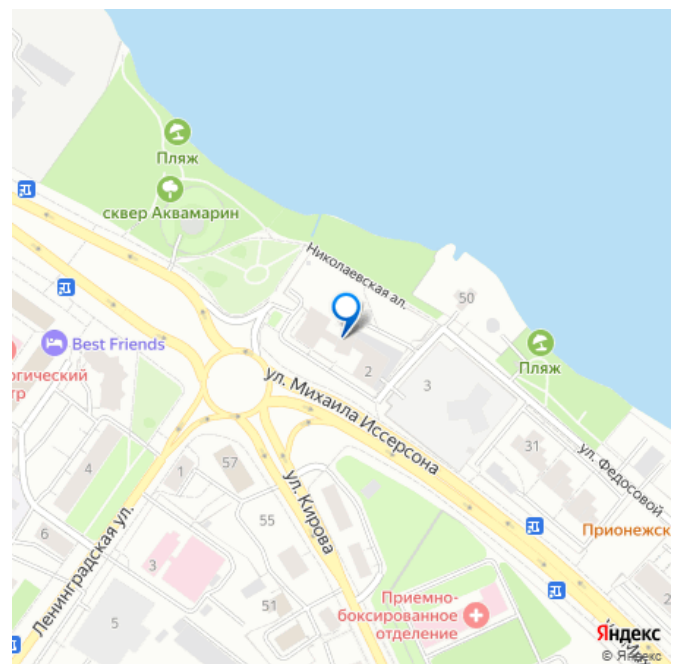 Пляж
сквер Аквамарин
Николаевская ал.
50
Best Friends
огический
тр
2
3
Пляж
ул. Михаила Иссерсона
31
ул. Федосовой
4
1
57
ул. Кирова
Ленинградская ул.
55
6
3
Прионежск
5
51
Приемно-
боксированное
отделение
2
Яндекс
© Яндекс